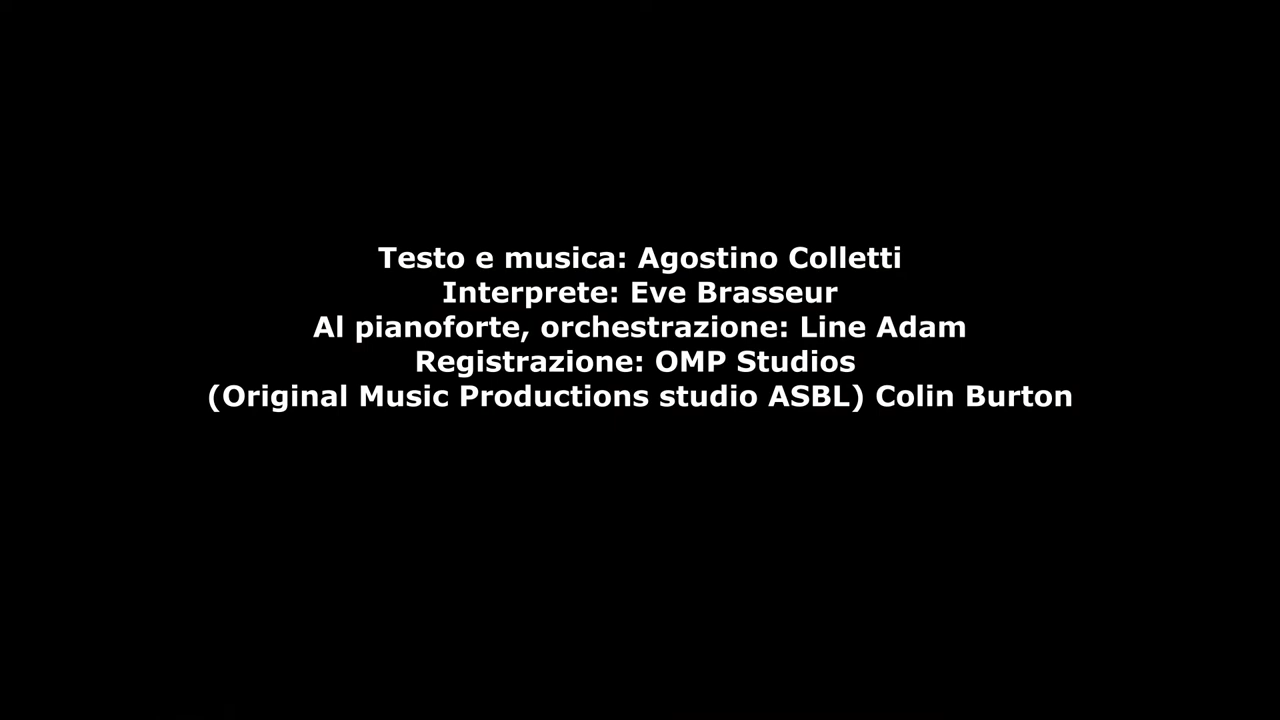 Testo e musica: Agostino Colletti
Interprete: Eve Brasseur
Al pianoforte, orchestrazione: Line Adam
Registrazione: OMP Studios
(Original Music Productions studio ASBL) Colin Burton